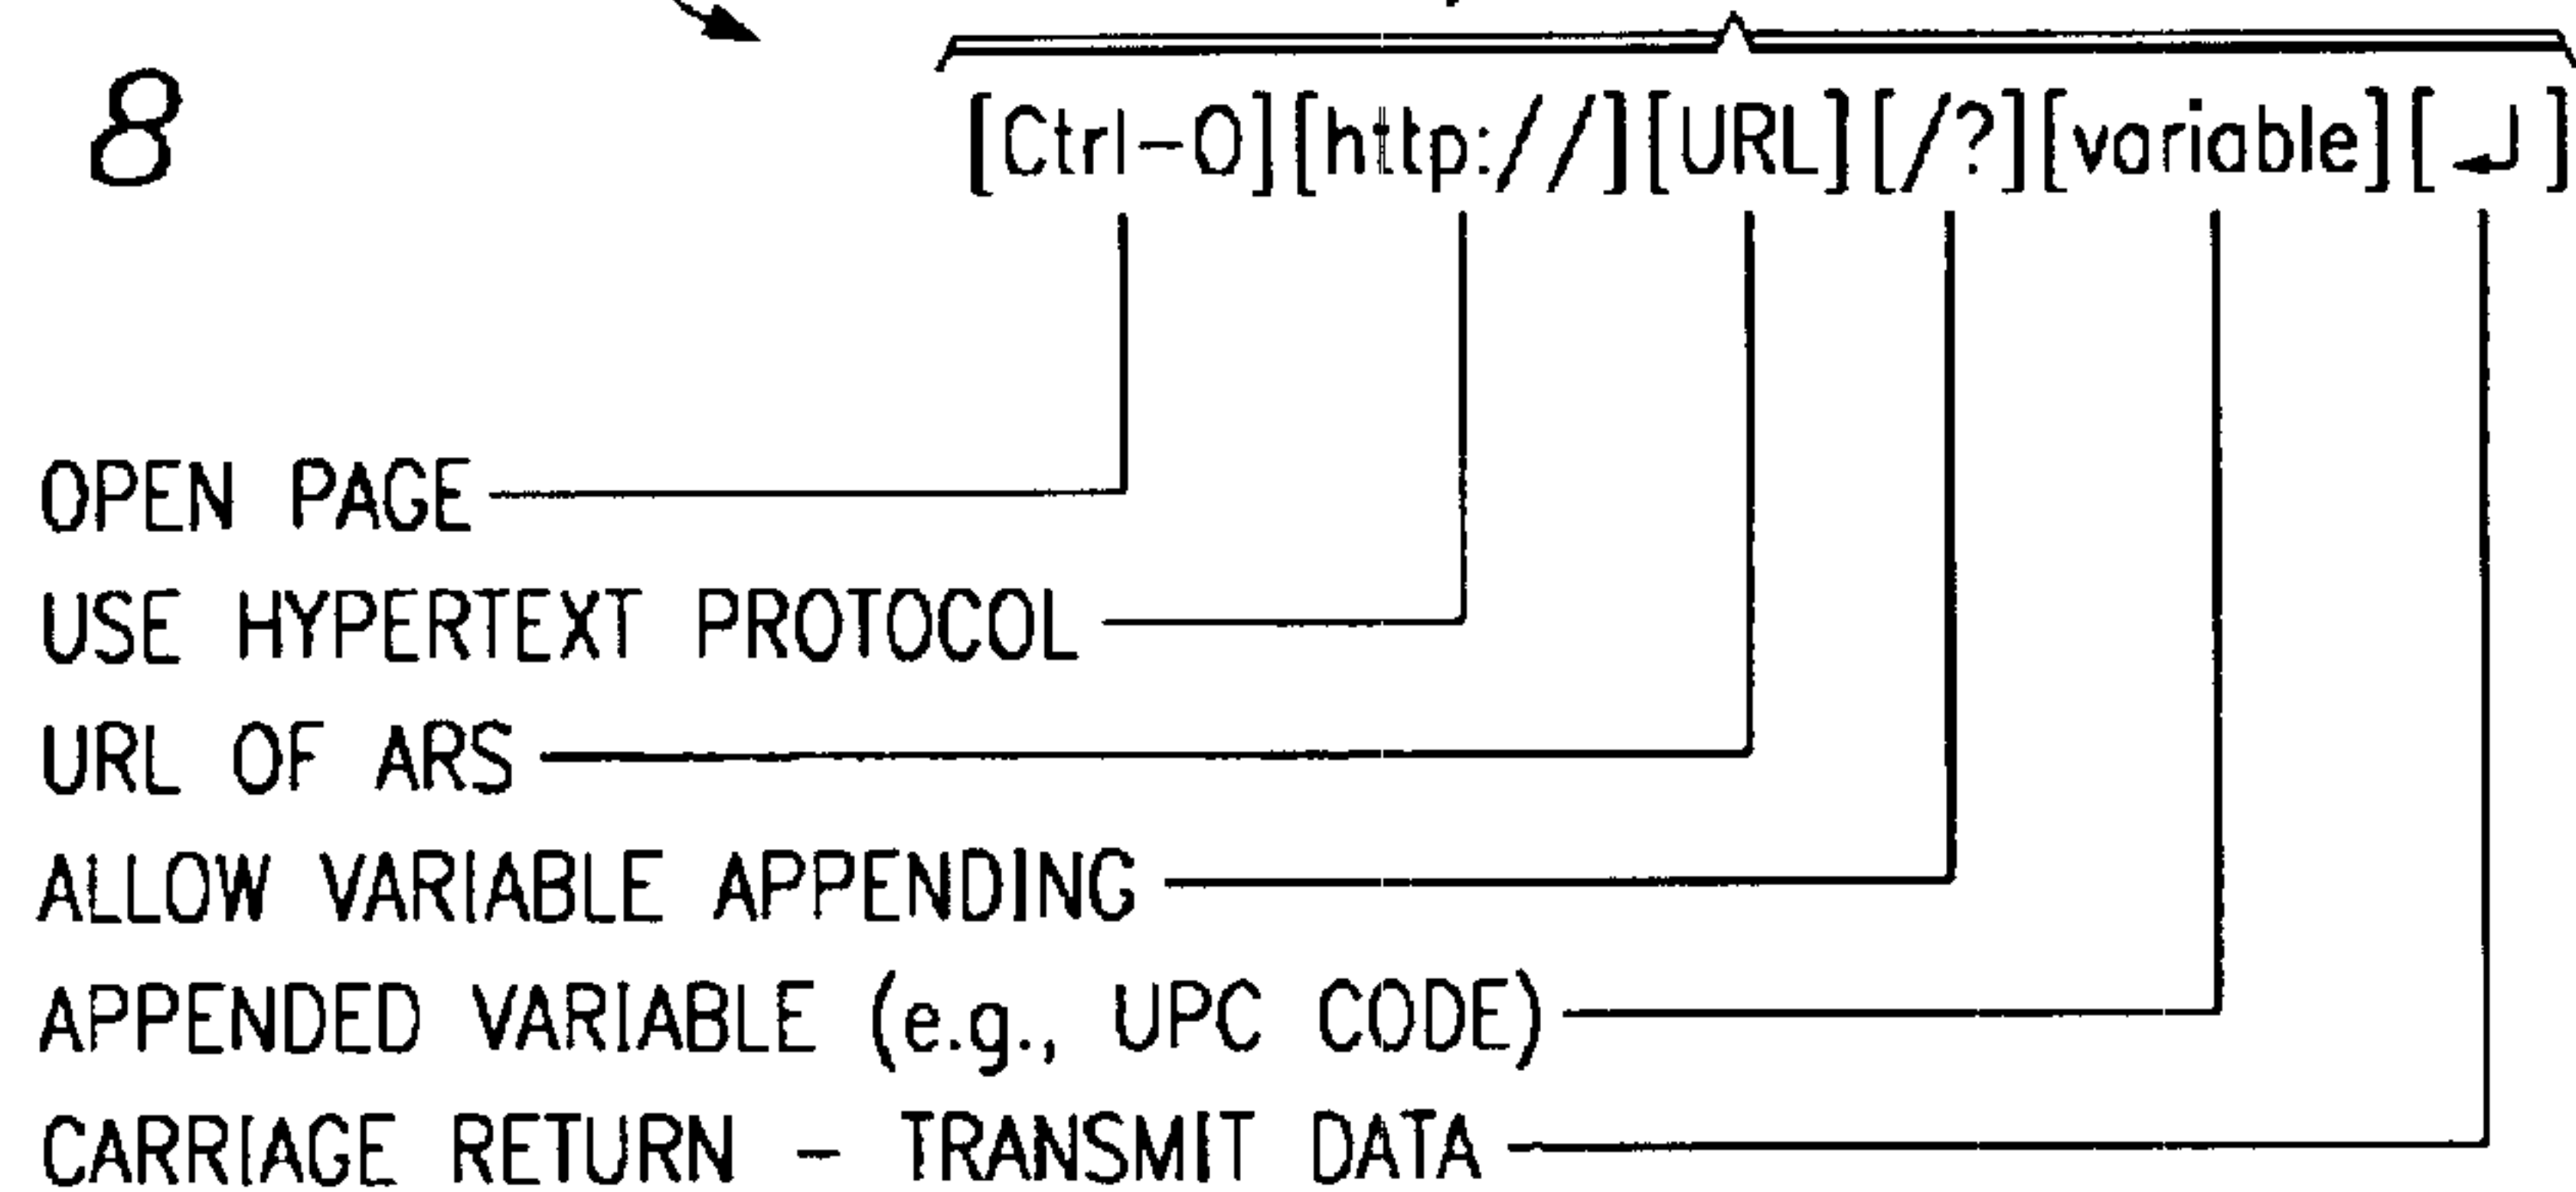 8
[Ctrl-O][http://][URL][/?][variable][↵]
OPEN PAGE
USE HYPERTEXT PROTOCOL
URL OF ARS
ALLOW VARIABLE APPENDING
APPENDED VARIABLE (e.g., UPC CODE)
CARRIAGE RETURN - TRANSMIT DATA